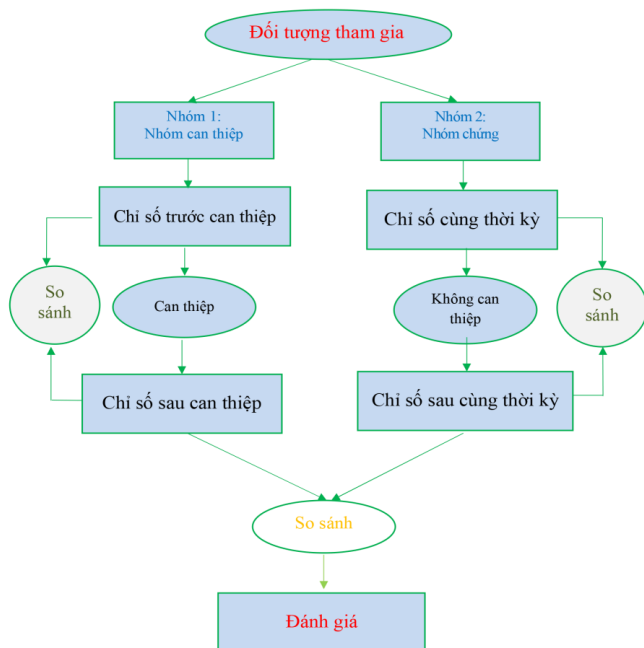 Đối tượng tham gia
Nhóm 1:
Nhóm can thiệp
Nhóm 2:
Nhóm chứng
Chỉ số trước can thiệp
Chỉ số cùng thời kỳ
So
sánh
Can thiệp
Không can
thiệp
So
sánh
Chỉ số sau can thiệp
Chỉ số sau cùng thời kỳ
So sánh
Đánh giá